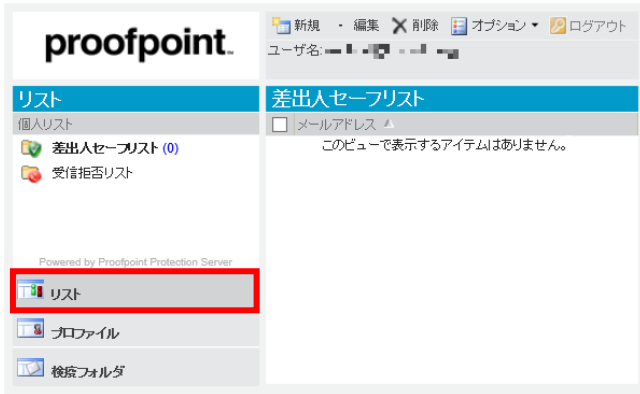 proofpoint.
新規 ・ 編集 削除 オプション ログアウト
ユーザ名:
リスト
個人リスト
差出人セーフリスト (0)
受信拒否リスト
Powered by Proofpoint Protection Server
リスト
プロファイル
検疫フォルダ
差出人セーフリスト
メールアドレス
このビューで表示するアイテムはありません。